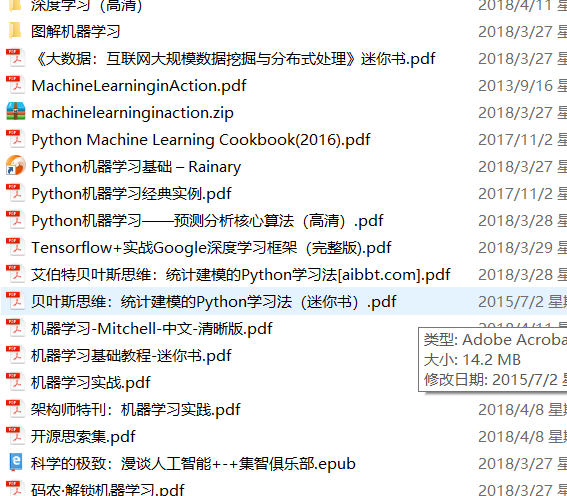 深度学习（高清） 2018/4/11 星
图解机器学习 2018/3/27 星
《大数据：互联网大规模数据挖掘与分布式处理》迷你书.pdf 2018/3/27 星
MachineLearninginAction.pdf 2013/9/16 星
machinelearninginaction.zip 2018/3/27 星
Python Machine Learning Cookbook(2016).pdf 2017/11/2 星
Python机器学习基础 – Rainary 2018/3/27 星
Python机器学习经典实例.pdf 2017/11/2 星
Python机器学习——预测分析核心算法（高清）.pdf 2018/3/28 星
Tensorflow+实战Google深度学习框架（完整版).pdf 2018/3/29 星
艾伯特贝叶斯思维：统计建模的Python学习法[aibbt.com].pdf 2018/3/28 星
贝叶斯思维：统计建模的Python学习法（迷你书）.pdf 2015/7/2 星期
机器学习-Mitchell-中文-清晰版.pdf 2018/4/11 星
机器学习基础教程-迷你书.pdf
类型: Adobe Acroba
大小: 14.2 MB
修改日期: 2015/7/2 星
机器学习实战.pdf
架构师特刊：机器学习实践.pdf 2018/4/8 星期
开源思索集.pdf 2018/4/8 星期
科学的极致：漫谈人工智能+-+集智俱乐部.epub 2018/3/27 星
码农·解锁机器学习.pdf 2018/3/27 星